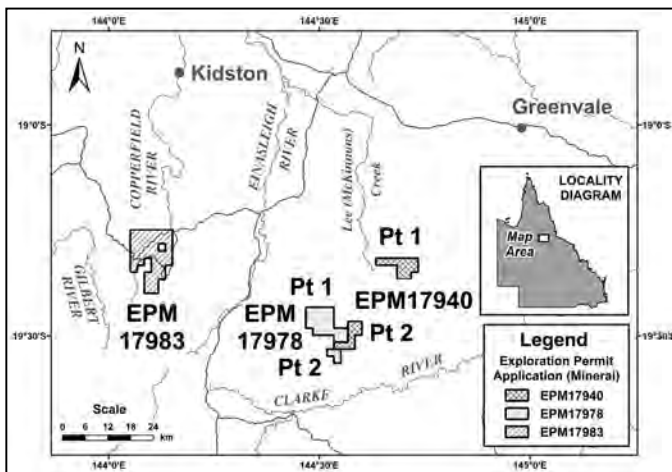 144°0'E
144°30'E
145°0'E
N
Kidston
Greenvale
19°0'S
19°0'S
COPPERFIELD
RIVER
EINASLEIGH
RIVER
Lee (McKinnons)
Creek
LOCALITY
DIAGRAM
Map
Area
GILBERT
RIVER
Pt 1
EPM17940
EPM
17983
Pt 1
EPM
17978
Pt 2
Pt 2
19°30'S
19°30'S
CLARKE
RIVER
Legend
Exploration Permit
Application (Mineral)
EPM17940
EPM17978
EPM17983
Scale
0 6 12 18 24
km
144°0'E
144°30'E
145°0'E